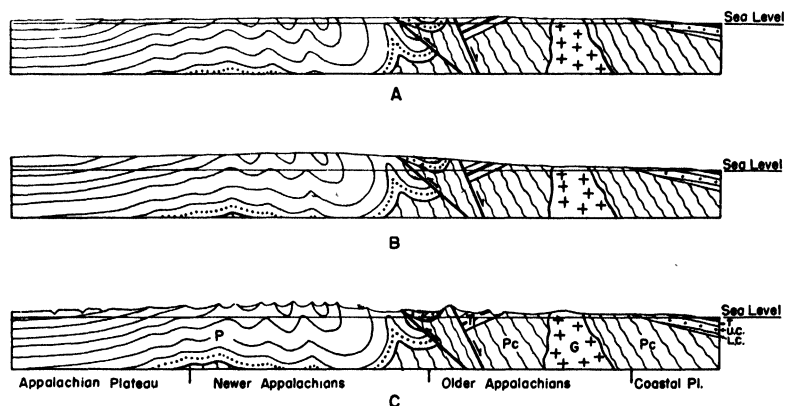 Sea Level
A
Sea Level
B
Sea Level
T
U.C.
L.C.
P
Pc
G
Pc
Appalachian Plateau
Newer Appalachians
Older Appalachians
Coastal Pl.
C